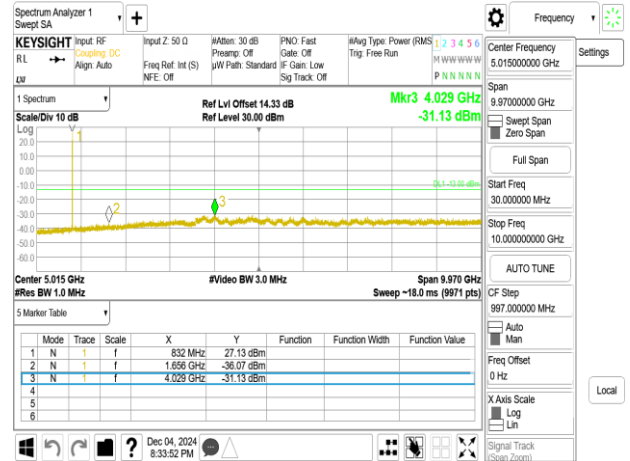 Spectrum Analyzer 1
Swept SA
Frequency
Settings
KEYSIGHT
RL
Input: RF
Coupling: DC
Align: Auto
Input Z: 50 Ω
Freq Ref: Int (S)
NFE: Off
#Atten: 30 dB
Preamp: Off
µW Path: Standard
PNO: Fast
Gate: Off
IF Gain: Low
Sig Track: Off
#Avg Type: Power (RMS
Trig: Free Run
1 2 3 4 5 6
M W W W W W
P N N N N N
1 Spectrum
Scale/Div 10 dB
Ref Lvl Offset 14.33 dB
Ref Level 30.00 dBm
Mkr3 4.029 GHz
-31.13 dBm
Log
20.0
10.0
0.00
-10.0
-20.0
-30.0
-40.0
-50.0
-60.0
1
2
3
DL1 -13.00 dBm
Center 5.015 GHz
#Res BW 1.0 MHz
#Video BW 3.0 MHz
Span 9.970 GHz
Sweep ~18.0 ms (9971 pts)
5 Marker Table
Mode Trace Scale X Y Function Function Width Function Value
1 N 1 f 832 MHz 27.13 dBm
2 N 1 f 1.656 GHz -36.07 dBm
3 N 1 f 4.029 GHz -31.13 dBm
4
5
6
Dec 04, 2024
8:33:52 PM
Center Frequency
5.015000000 GHz
Span
9.97000000 GHz
Swept Span
Zero Span
Full Span
Start Freq
30.000000 MHz
Stop Freq
10.000000000 GHz
AUTO TUNE
CF Step
997.000000 MHz
Auto
Man
Freq Offset
0 Hz
X Axis Scale
Log
Lin
Signal Track
(Span Zoom)
Local